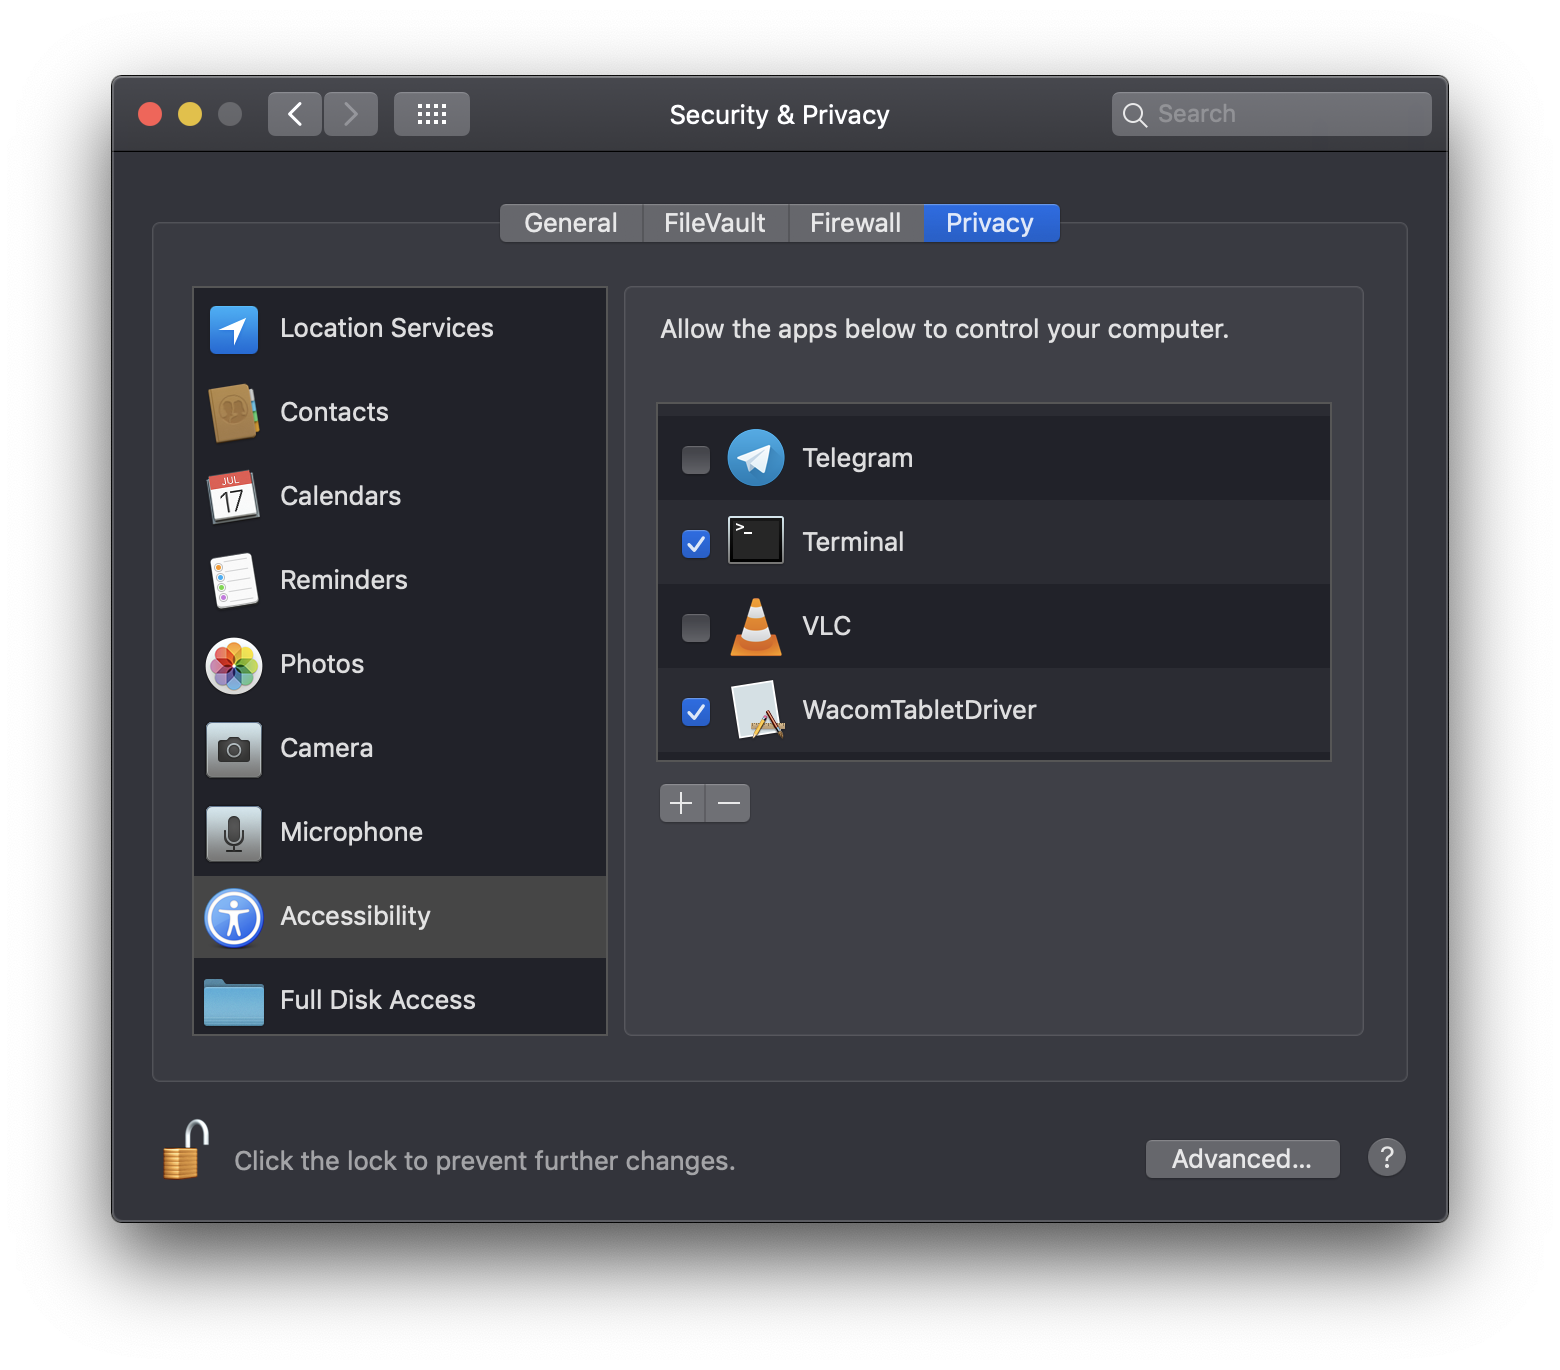 Security & Privacy
Search
General
FileVault
Firewall
Privacy
Location Services
Contacts
JUL
17
Calendars
Reminders
Photos
Camera
Microphone
Accessibility
Full Disk Access
Allow the apps below to control your computer.
Telegram
>_
Terminal
VLC
WacomTabletDriver
Click the lock to prevent further changes.
Advanced...
?